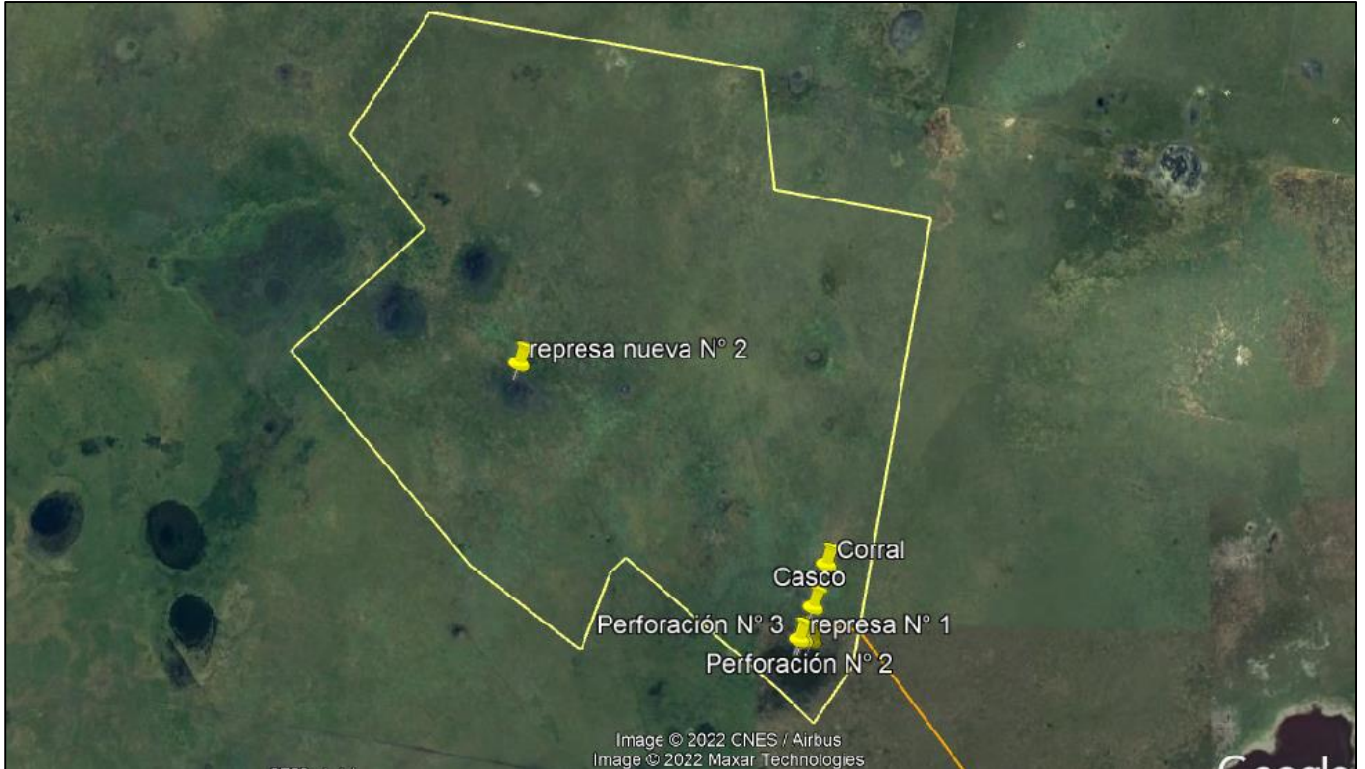 represa nueva N° 2
Corral
Casco
Perforación N° 3
represa N° 1
Perforación N° 2
Image © 2022 CNES / Airbus
Image © 2022 Maxar Technologies
Google